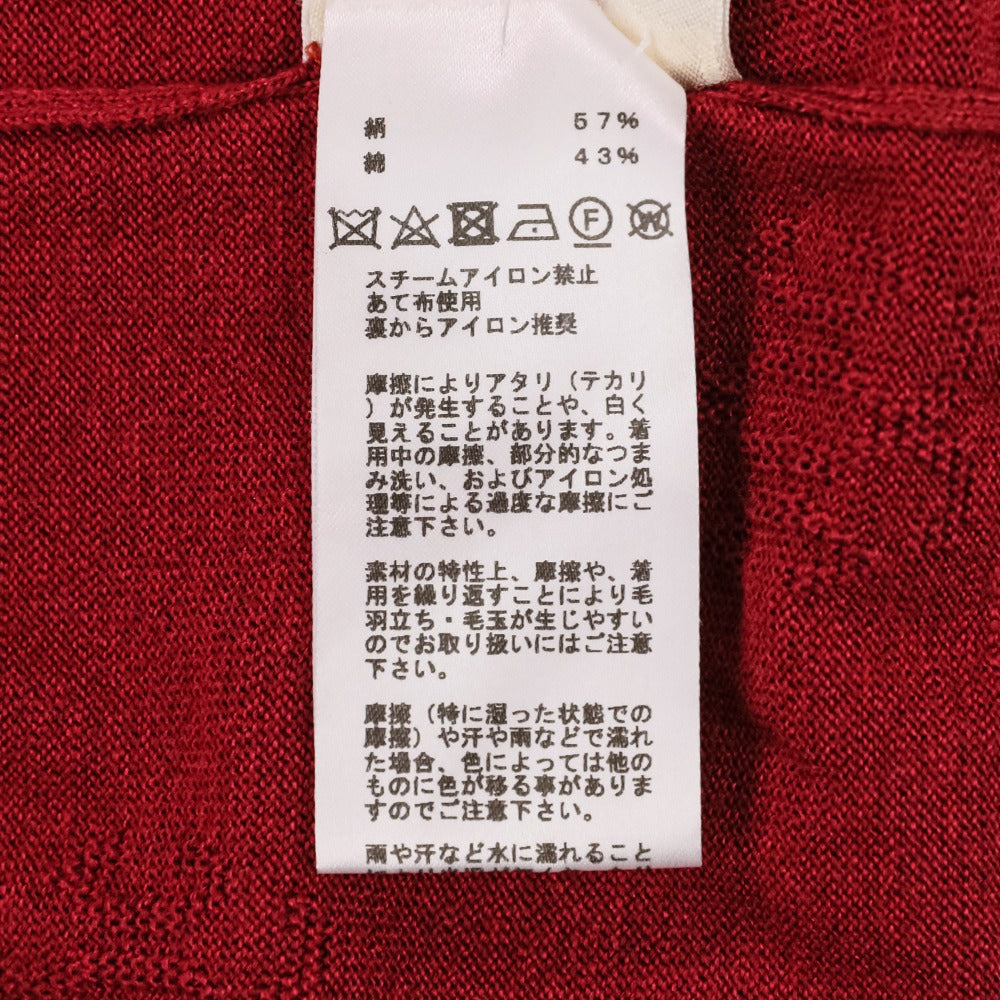 絹 57%
綿 43%
F W
スチームアイロン禁止
あて布使用
裏からアイロン推奨
摩擦によりアタリ(テカリ
)が発生することや、白く
見えることがあります。着
用中の摩擦、部分的なつま
み洗い、およびアイロン処
理等による過度な摩擦にご
注意下さい。
素材の特性上、摩擦や、着
用を繰り返すことにより毛
羽立ち・毛玉が生じやすい
のでお取り扱いにはご注意
下さい。
摩擦(特に湿った状態での
摩擦)や汗や雨などで濡れ
た場合、色によっては他の
ものに色が移る事がありま
すのでご注意下さい。
雨や汗など水に濡れること